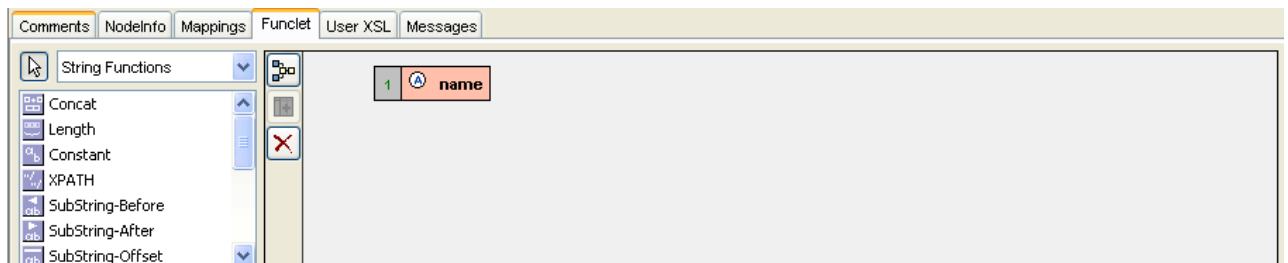 Comments NodeInfo Mappings Funclet User XSL Messages
String Functions
1 A name
Concat
Length
Constant
XPATH
SubString-Before
SubString-After
SubString-Offset